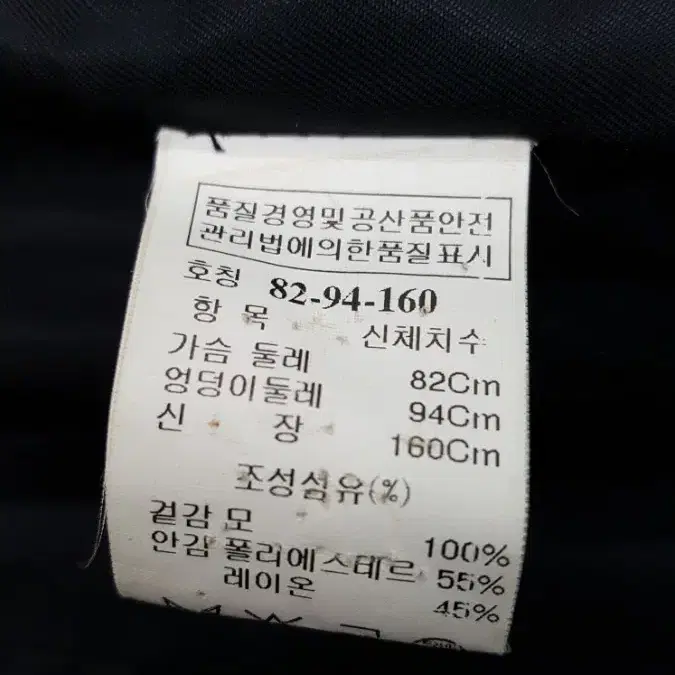 품질경영및공산품안전
관리법에의한품질표시
호칭 82-94-160
항 목 신체치수
가슴 둘레 82Cm
엉덩이둘레 94Cm
신 장 160Cm
조성섬유(%)
겉감 모 100%
안감 폴리에스테르 55%
레이온 45%